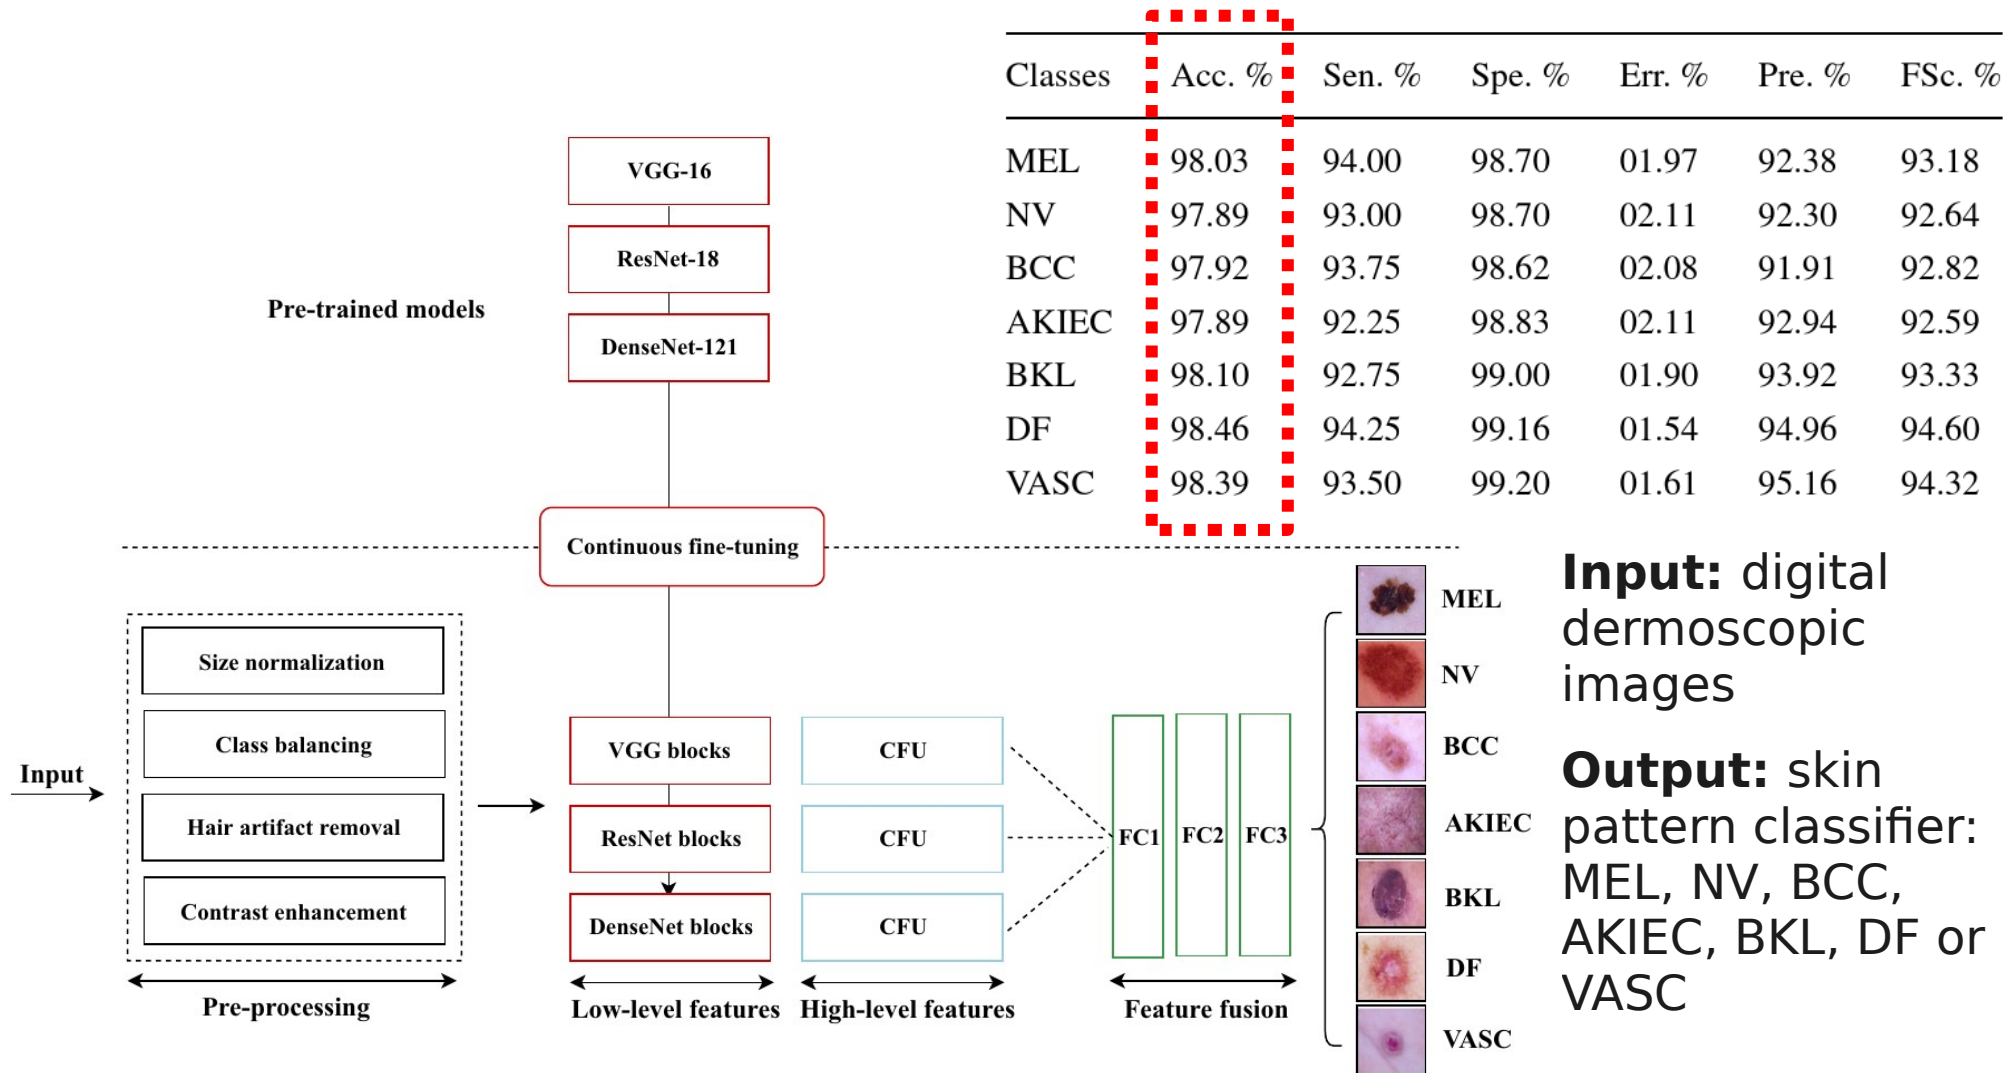 Classes Acc. % Sen. % Spe. % Err. % Pre. % FSc. %
MEL 98.03 94.00 98.70 01.97 92.38 93.18
NV 97.89 93.00 98.70 02.11 92.30 92.64
BCC 97.92 93.75 98.62 02.08 91.91 92.82
AKIEC 97.89 92.25 98.83 02.11 92.94 92.59
BKL 98.10 92.75 99.00 01.90 93.92 93.33
DF 98.46 94.25 99.16 01.54 94.96 94.60
VASC 98.39 93.50 99.20 01.61 95.16 94.32
VGG-16
ResNet-18
DenseNet-121
Pre-trained models
Continuous fine-tuning
Input
Size normalization
Class balancing
Hair artifact removal
Contrast enhancement
Pre-processing
VGG blocks
ResNet blocks
DenseNet blocks
Low-level features
CFU
CFU
CFU
High-level features
FC1
FC2
FC3
Feature fusion
MEL
NV
BCC
AKIEC
BKL
DF
VASC
Input: digital
dermoscopic
images
Output: skin
pattern classifier:
MEL, NV, BCC,
AKIEC, BKL, DF or
VASC